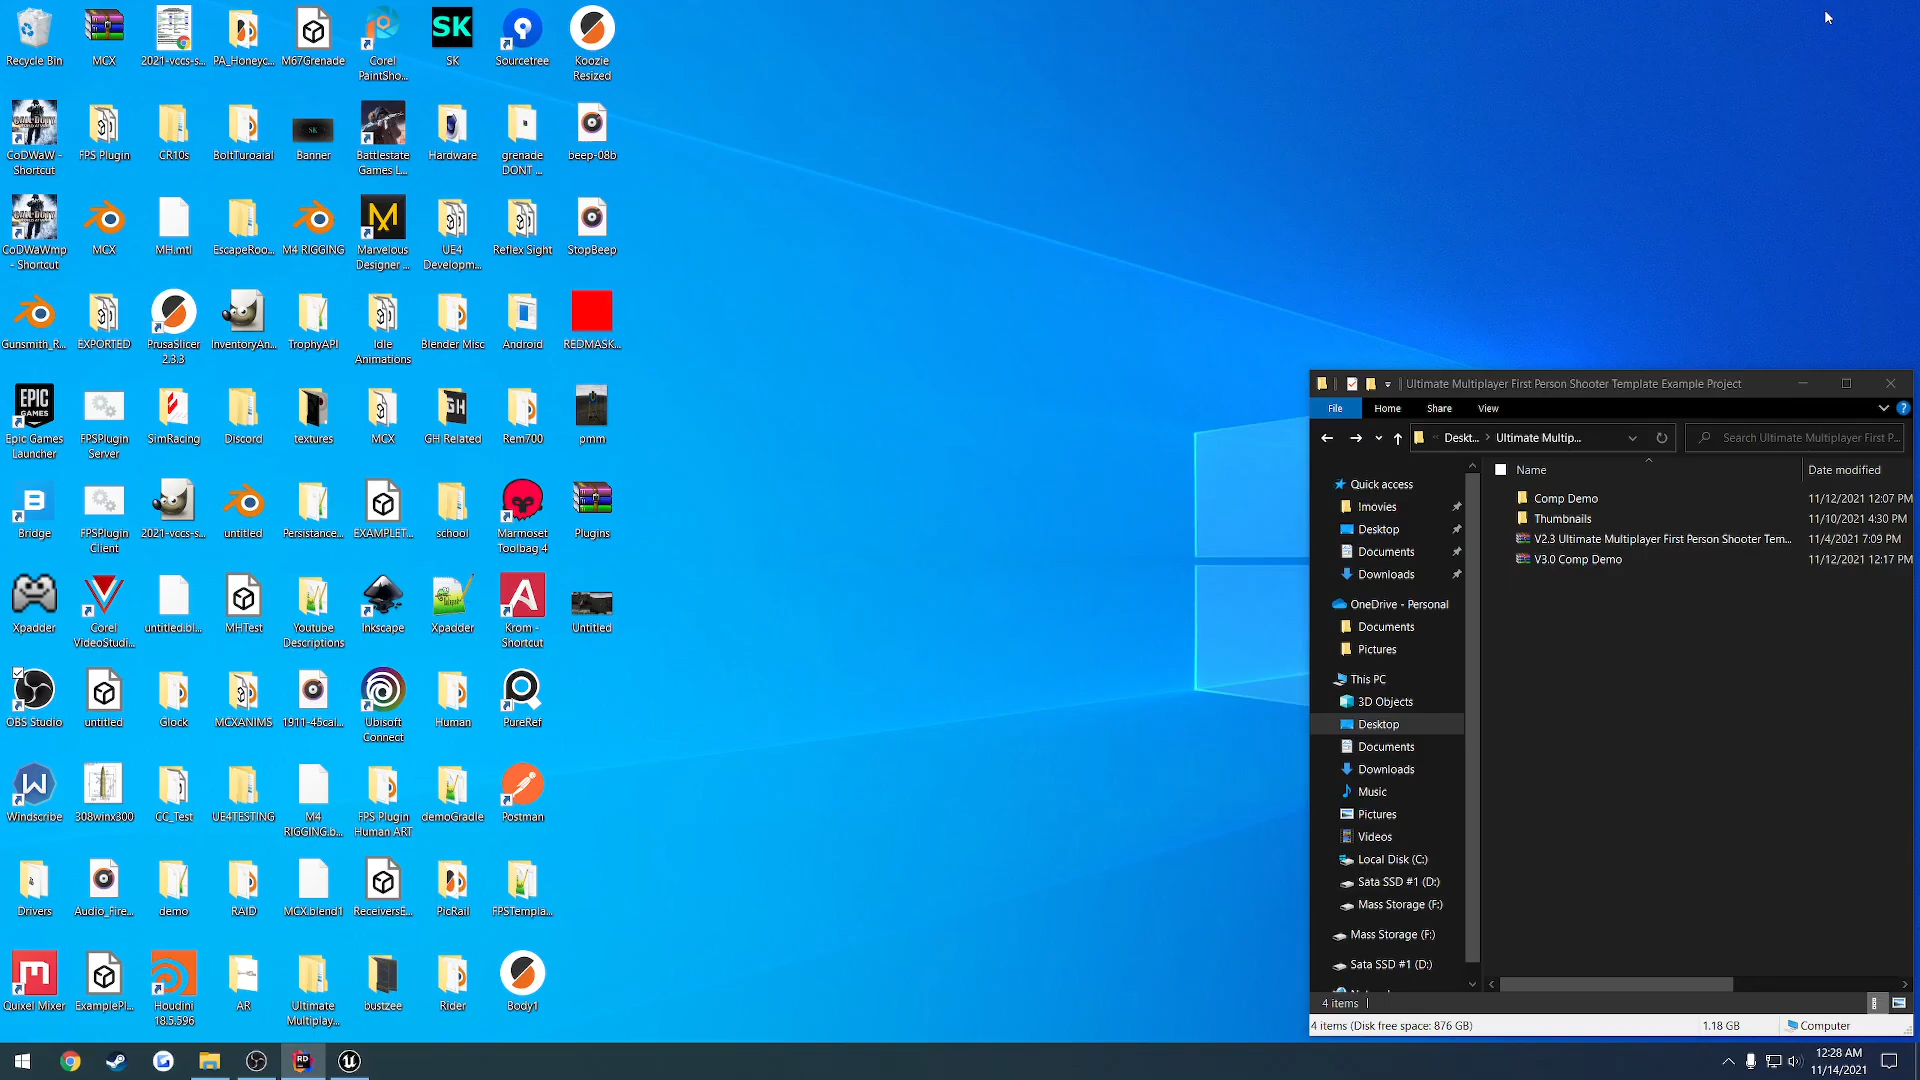 Recycle Bin
MCX
2021-vccs-s...
PA_Honeyc...
M67Grenade
Corel
PaintSho...
SK
SK
Sourcetree
Koozie
Resized
CoDWaW -
Shortcut
FPS Plugin
CR10s
BoltTuroaial
Banner
Battlestate
Games L...
Hardware
grenade
DONT ...
beep-08b
CoDWaWmp
- Shortcut
MCX
MH.mtl
EscapeRoo...
M4 RIGGING
Marvelous
Designer ...
UE4
Developm...
Reflex Sight
StopBeep
Gunsmith_R...
EXPORTED
PrusaSlicer
2.3.3
InventoryAn...
TrophyAPI
Idle
Animations
Blender Misc
Android
REDMASK...
EPIC
GAMES
Epic Games
Launcher
FPSPlugin
Server
SimRacing
Discord
textures
MCX
GH
GH Related
Rem700
pmm
Bridge
FPSPlugin
Client
2021-vccs-s...
untitled
Persistance...
EXAMPLET...
school
Marmoset
Toolbag 4
Plugins
Xpadder
Corel
VideoStudi...
untitled.bl...
MHTest
Youtube
Descriptions
Inkscape
Xpadder
Krom -
Shortcut
Untitled
OBS Studio
untitled
Glock
MCXANIMS
1911-45cal...
Ubisoft
Connect
Human
PureRef
Windscribe
308winx300
CC_Test
UE4TESTING
M4
RIGGING.b...
FPS Plugin
Human ART
demoGradle
Postman
Drivers
Audio_Fire...
demo
RAID
MCX.blend1
ReceiversE...
PicRail
FPSTempla...
Quixel Mixer
ExamplePl...
Houdini
18.5.596
AR
Ultimate
Multiplay...
bustzee
Rider
Body1
Ultimate Multiplayer First Person Shooter Template Example Project
File Home Share View
Deskt... Ultimate Multip...
Search Ultimate Multiplayer First P...
Name Date modified
Comp Demo 11/12/2021 12:07 PM
Thumbnails 11/10/2021 4:30 PM
V2.3 Ultimate Multiplayer First Person Shooter Tem... 11/4/2021 7:09 PM
V3.0 Comp Demo 11/12/2021 12:17 PM
Quick access
!movies
Desktop
Documents
Downloads
OneDrive - Personal
Documents
Pictures
This PC
3D Objects
Desktop
Documents
Downloads
Music
Pictures
Videos
Local Disk (C:)
Sata SSD #1 (D:)
Mass Storage (F:)
Mass Storage (F:)
Sata SSD #1 (D:)
4 items
4 items (Disk free space: 876 GB) 1.18 GB Computer
12:28 AM
11/14/2021